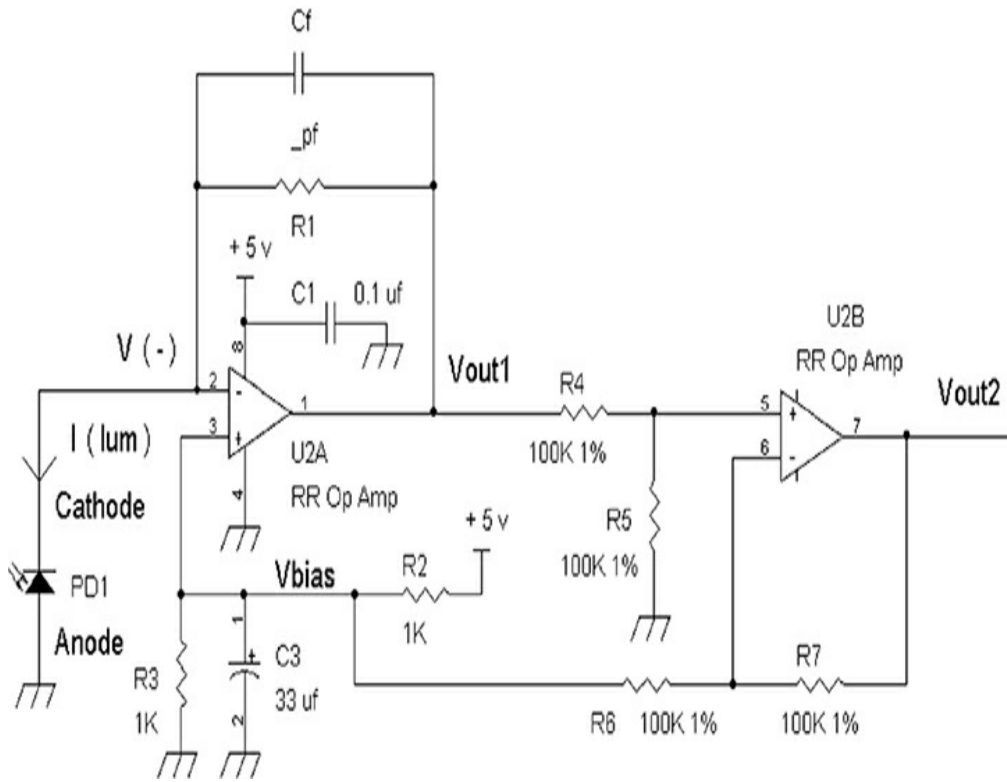 Cf
_pf
R1
+ 5 v
C1 0.1 uf
8
V (-)
2 -
3 +
1
I ( lum )
4
U2A
RR Op Amp
Vout1
R4
100K 1%
U2B
RR Op Amp
5 +
6 -
7
Vout2
R5
100K 1%
Cathode
PD1
Anode
Vbias
R2
1K
+ 5 v
R3
1K
1
+
C3
33 uf
2
R6 100K 1%
R7
100K 1%